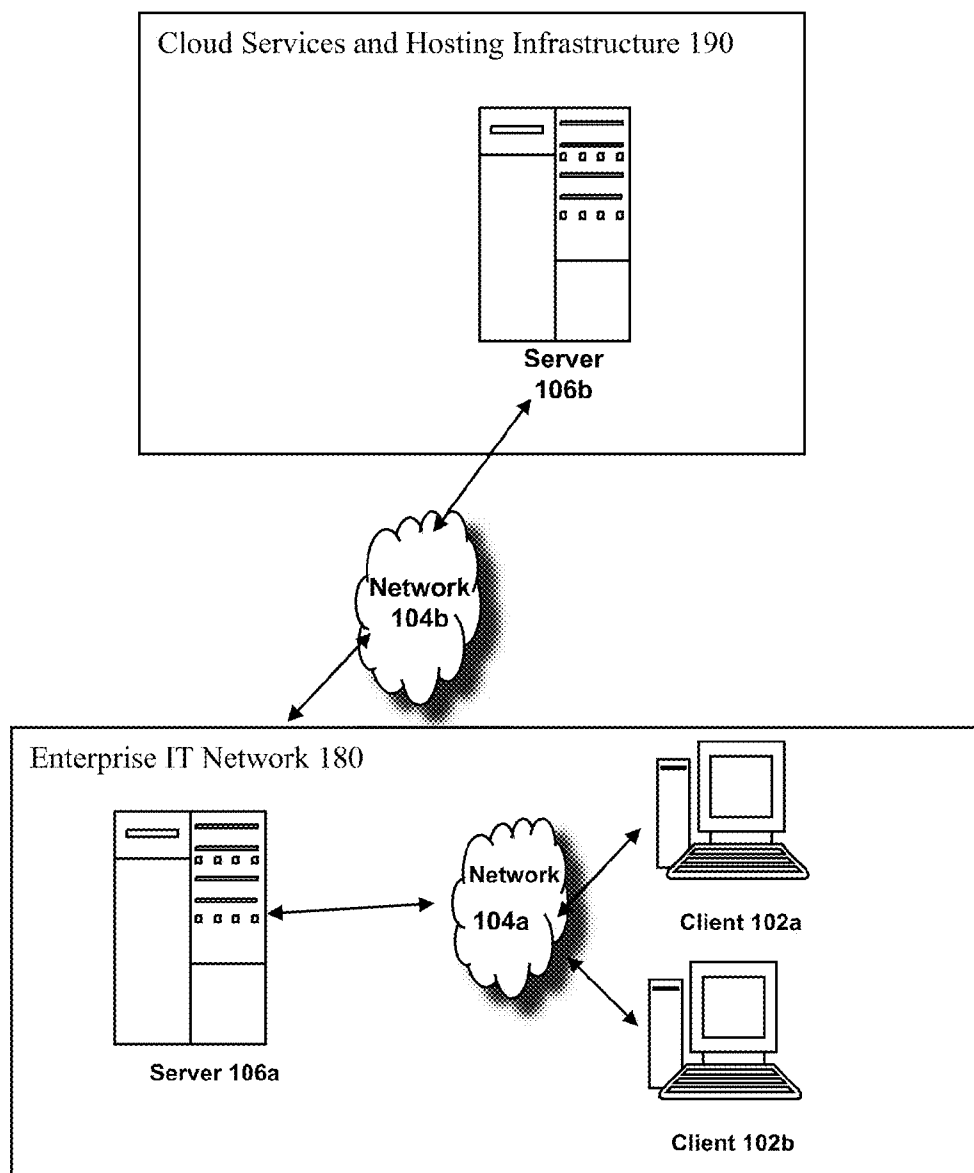 Cloud Services and Hosting Infrastructure 190
Server
106b
Network
104b
Enterprise IT Network 180
Network
104a
Client 102a
Server 106a
Client 102b